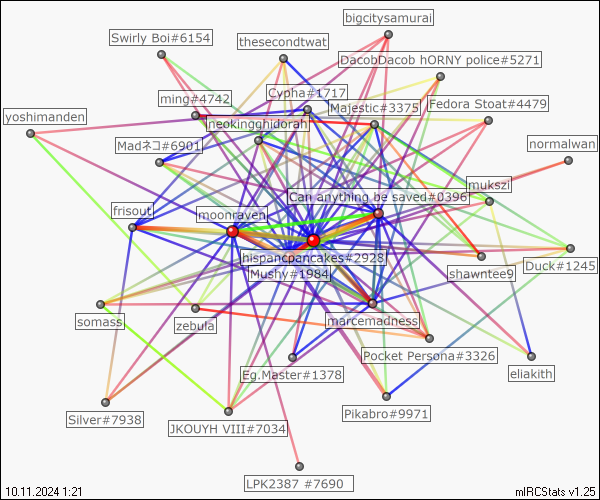 bigcitysamurai
Swirly Boi#6154
thesecondtwat
DacobDacob hORNY police#5271
ming#4742
Cypha#1717
Majestic#3375
Fedora Stoat#4479
yoshimanden
neokingghidorah
Madネコ#6901
normalwan
mukszi
Can anything be saved#0396
frisout
moonraven
hispancpancakes#2928
Duck#1245
Mushy#1984
shawntee9
somass
zebula
marcemadness
Pocket Persona#3326
Eg.Master#1378
eliakith
Silver#7938
JKOUYH VIII#7034
Pikabro#9971
LPK2387 #7690
10.11.2024 1:21
mIRCStats v1.25